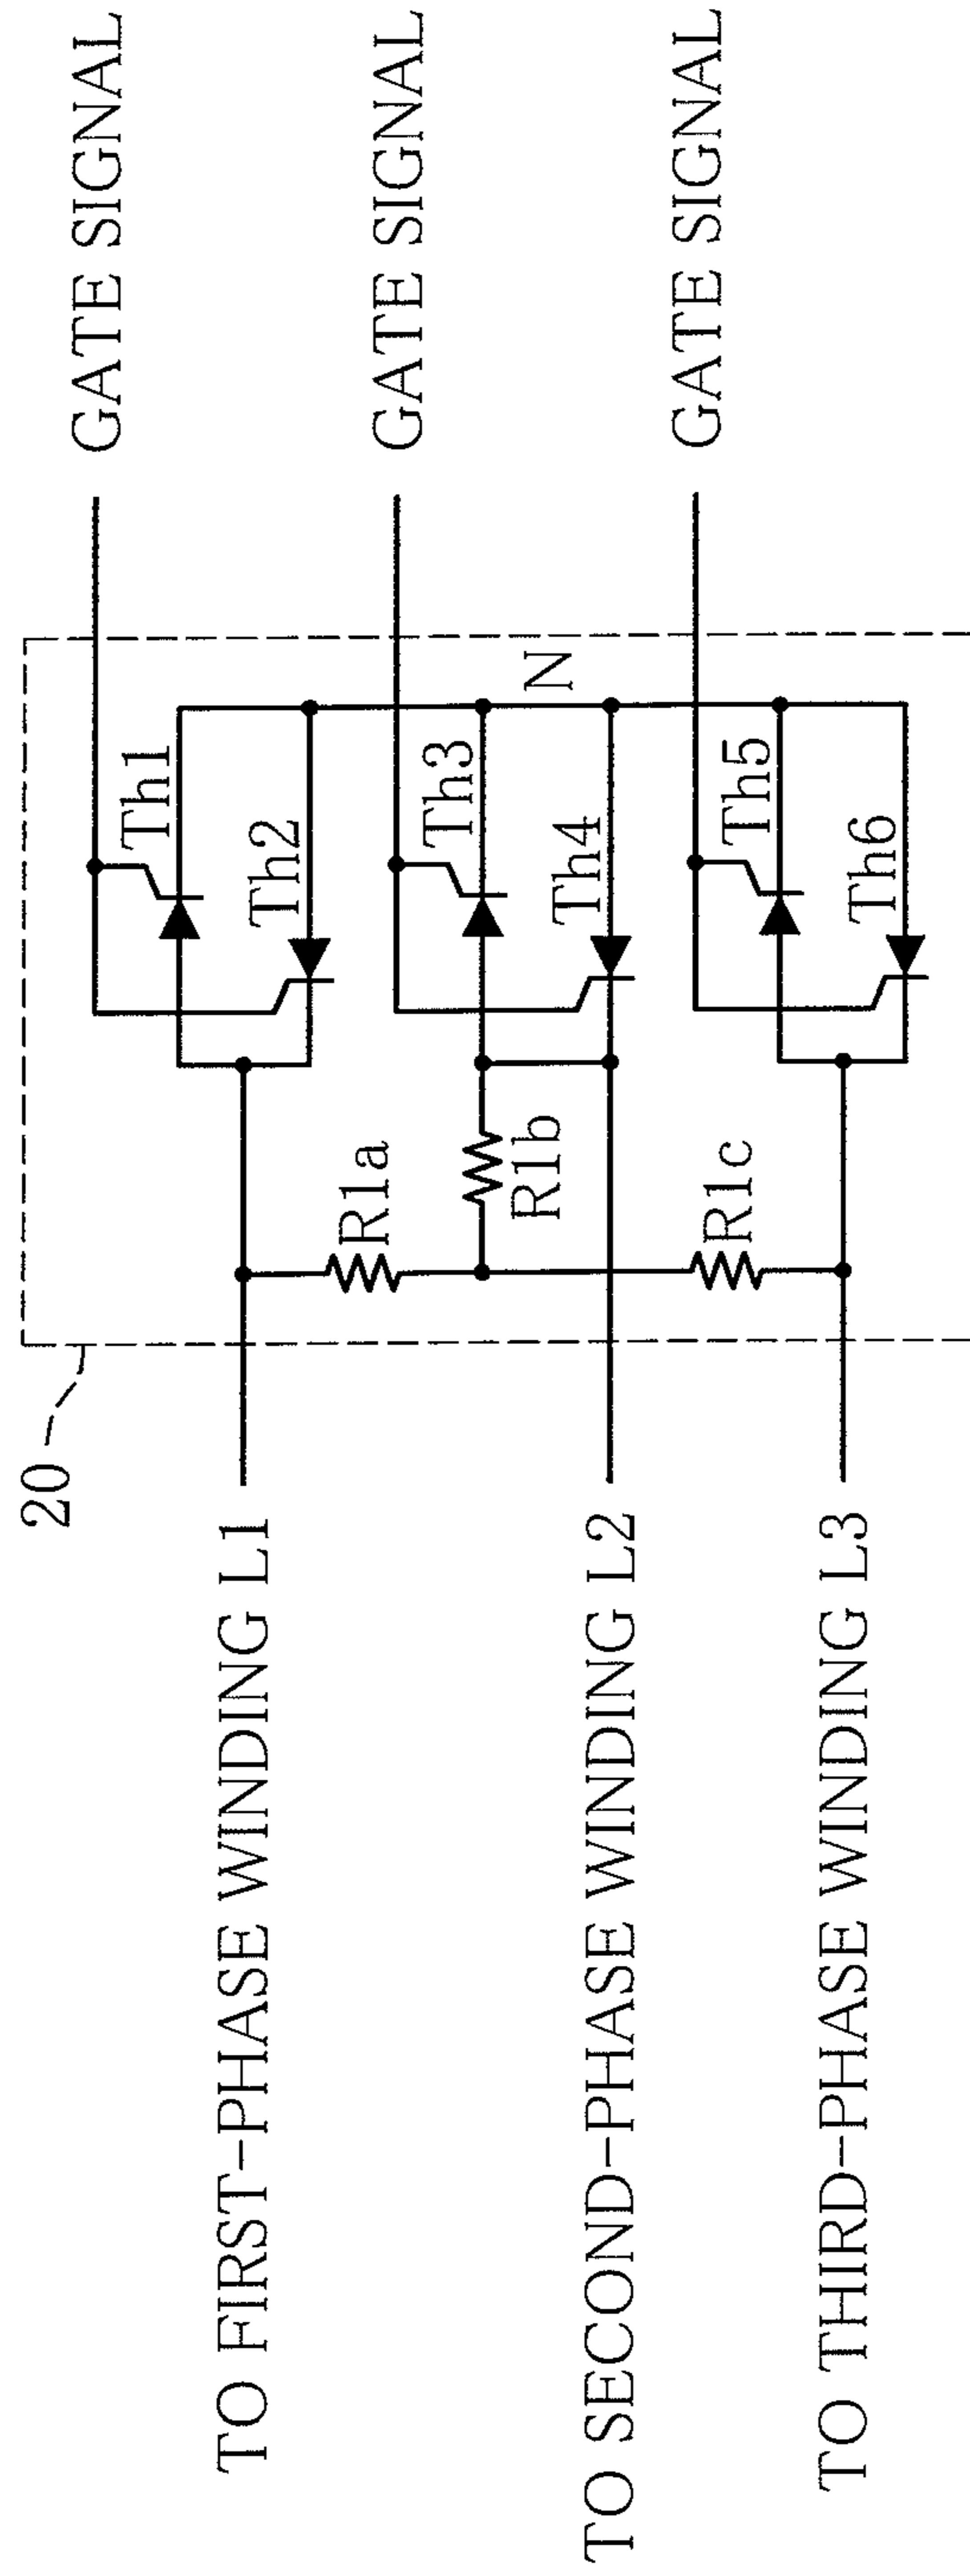 20
TO FIRST-PHASE WINDING L1
R1a
Th1
Th2
GATE SIGNAL
TO SECOND-PHASE WINDING L2
R1b
Th3
Th4
N
GATE SIGNAL
TO THIRD-PHASE WINDING L3
R1c
Th5
Th6
GATE SIGNAL